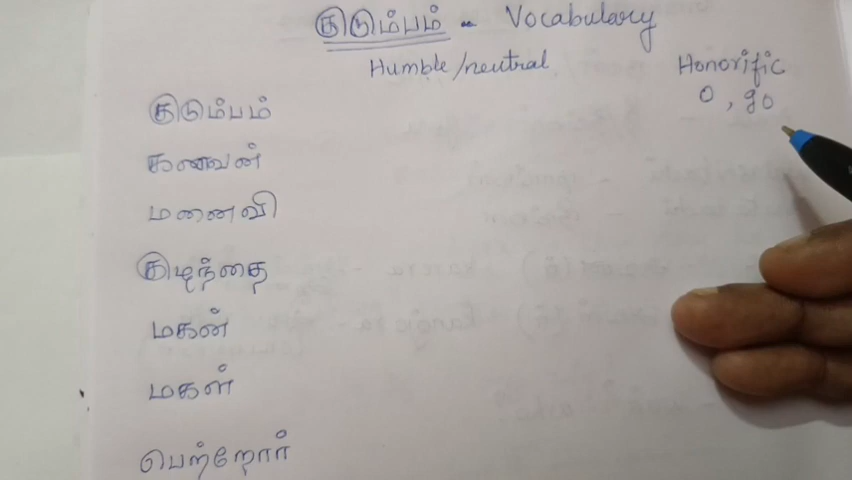 குடும்பம் - Vocabulary
Humble/neutral Honorific
o, go
குடும்பம்
கணவன்
மனைவி
குழந்தை
மகன்
மகள்
பெற்றோர்